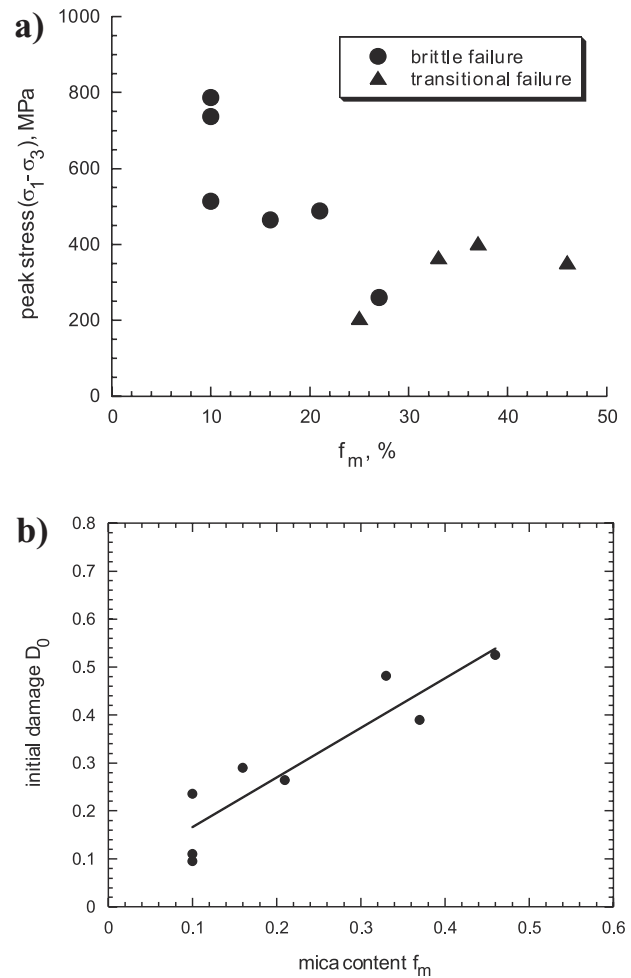 a)
1000
800
600
400
200
0
peak stress (σ1-σ3), MPa
brittle failure
transitional failure
0 10 20 30 40 50
fm, %
b)
0.8
0.7
0.6
0.5
0.4
0.3
0.2
0.1
0
initial damage D0
0 0.1 0.2 0.3 0.4 0.5 0.6
mica content fm